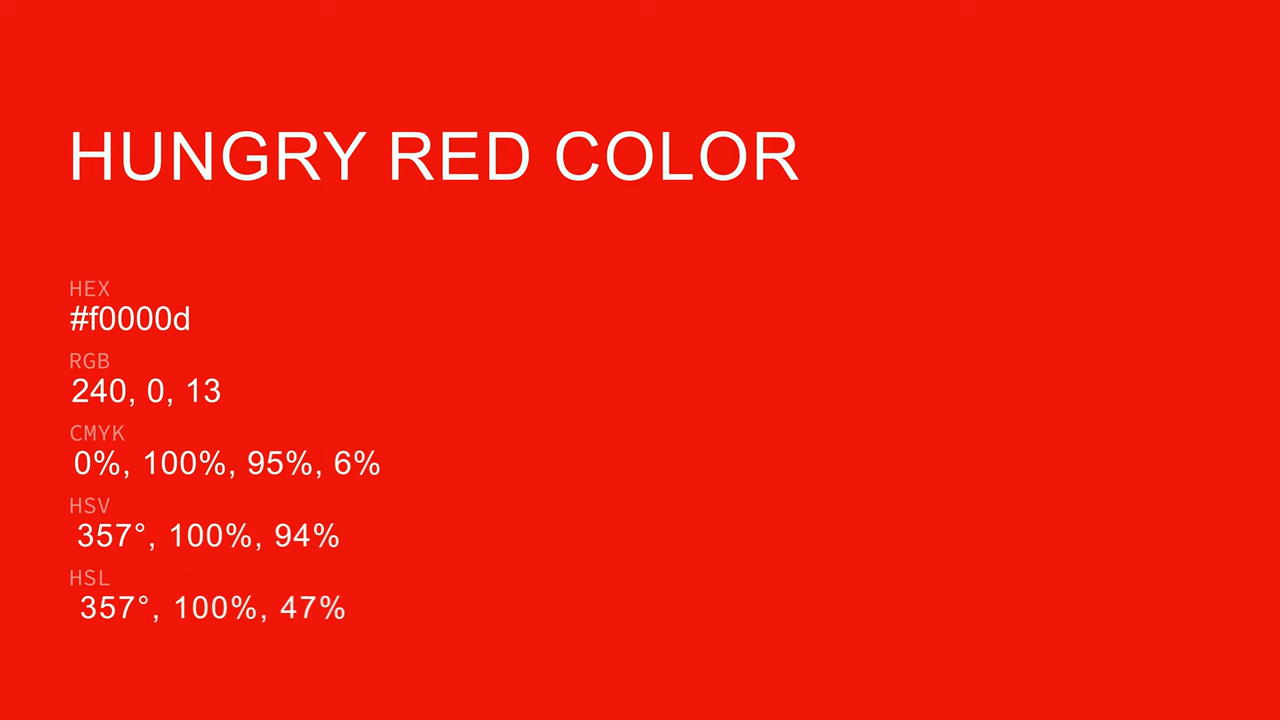 HUNGRY RED COLOR
HEX
#f0000d
RGB
240, 0, 13
CMYK
0%, 100%, 95%, 6%
HSV
357°, 100%, 94%
HSL
357°, 100%, 47%